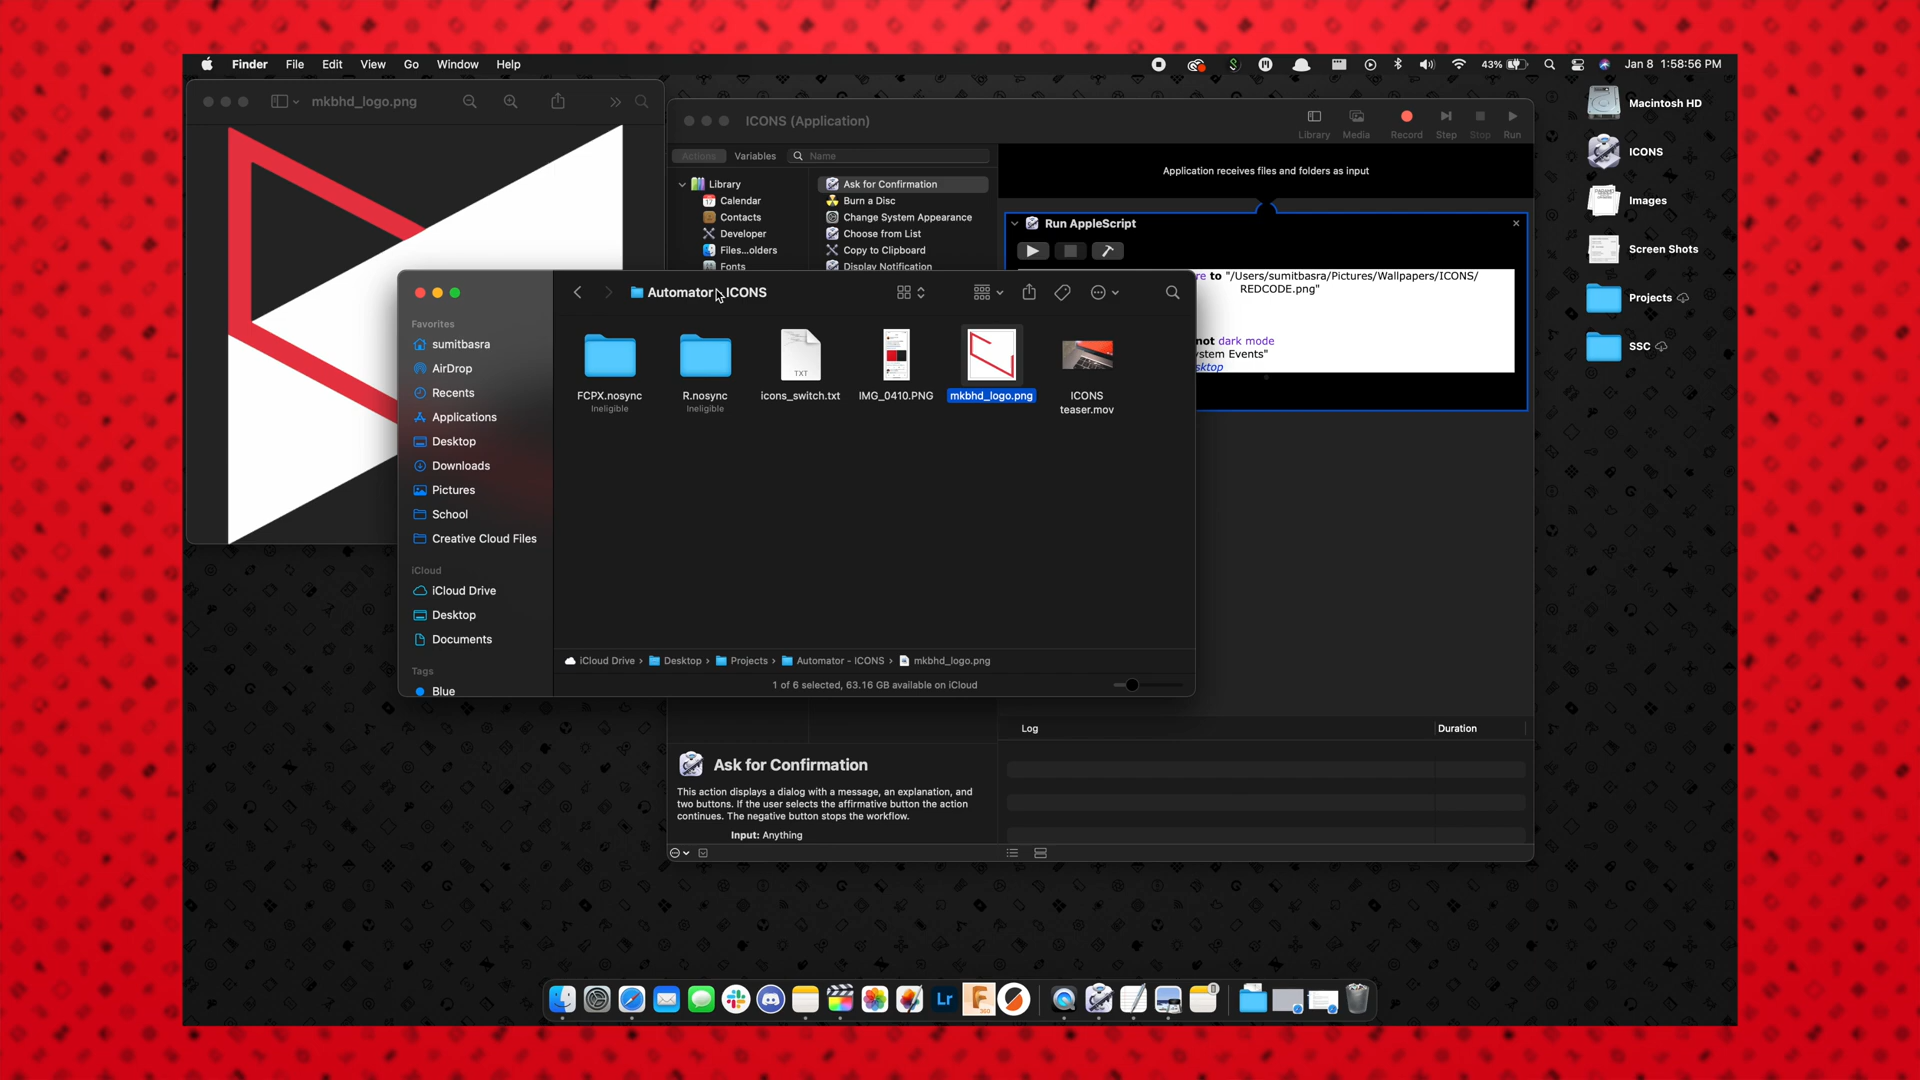 Finder File Edit View Go Window Help
43%
Jan 8 1:58:56 PM
mkbhd_logo.png
ICONS (Application)
Library Media Record Step Stop Run
Actions Variables Name
Library
Calendar
Contacts
Developer
Files...olders
Fonts
Ask for Confirmation
Burn a Disc
Change System Appearance
Choose from List
Copy to Clipboard
Display Notification
Application receives files and folders as input
Run AppleScript
re to "/Users/sumitbasra/Pictures/Wallpapers/ICONS/
REDCODE.png"
not dark mode
stem Events"
sktop
Automator - ICONS
Favorites
sumitbasra
AirDrop
Recents
Applications
Desktop
Downloads
Pictures
School
Creative Cloud Files
iCloud
iCloud Drive
Desktop
Documents
Tags
Blue
FCPX.nosync
Ineligible
R.nosync
Ineligible
TXT
icons_switch.txt
IMG_0410.PNG
mkbhd_logo.png
ICONS
teaser.mov
iCloud Drive › Desktop › Projects › Automator - ICONS › mkbhd_logo.png
1 of 6 selected, 63.16 GB available on iCloud
Log Duration
Ask for Confirmation
This action displays a dialog with a message, an explanation, and
two buttons. If the user selects the affirmative button the action
continues. The negative button stops the workflow.
Input: Anything
Macintosh HD
ICONS
Images
Screen Shots
Projects
SSC
Lr
360